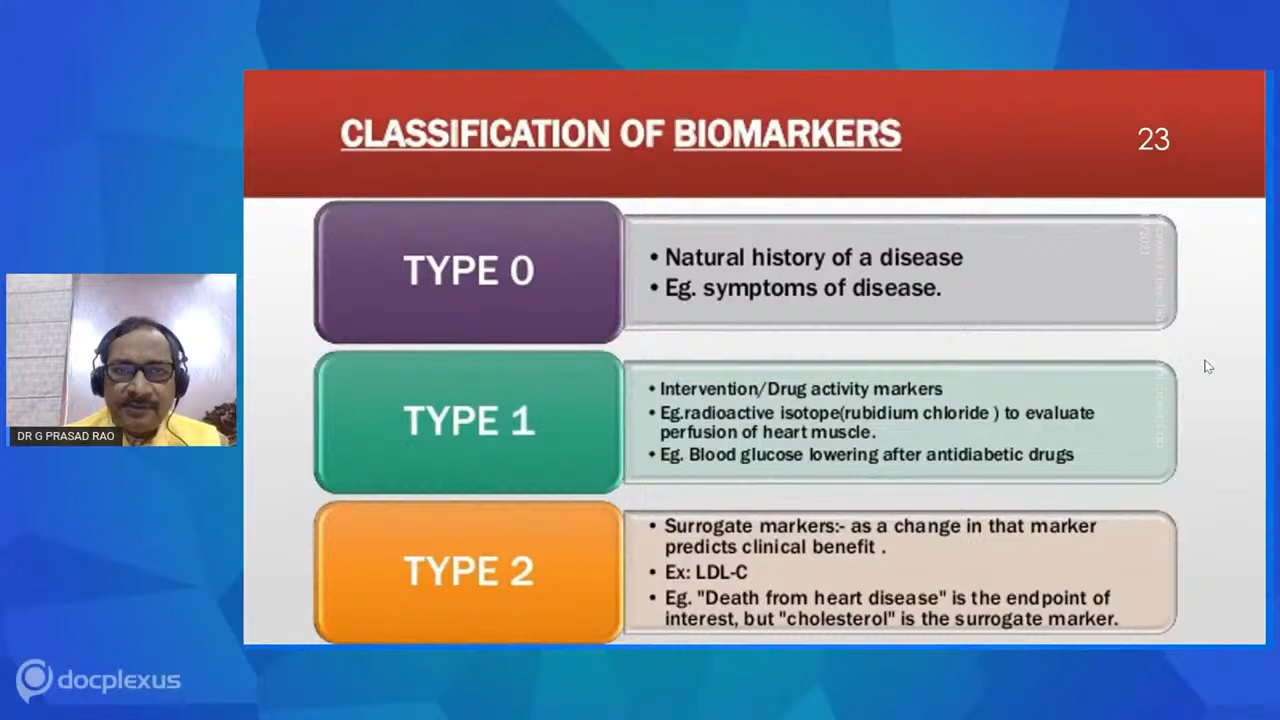 CLASSIFICATION OF BIOMARKERS
23
TYPE 0
• Natural history of a disease
• Eg. symptoms of disease.
TYPE 1
• Intervention/Drug activity markers
• Eg.radioactive isotope(rubidium chloride ) to evaluate
perfusion of heart muscle.
• Eg. Blood glucose lowering after antidiabetic drugs
TYPE 2
• Surrogate markers:- as a change in that marker
predicts clinical benefit .
• Ex: LDL-C
• Eg. "Death from heart disease" is the endpoint of
interest, but "cholesterol" is the surrogate marker.
DR G PRASAD RAO
docplexus